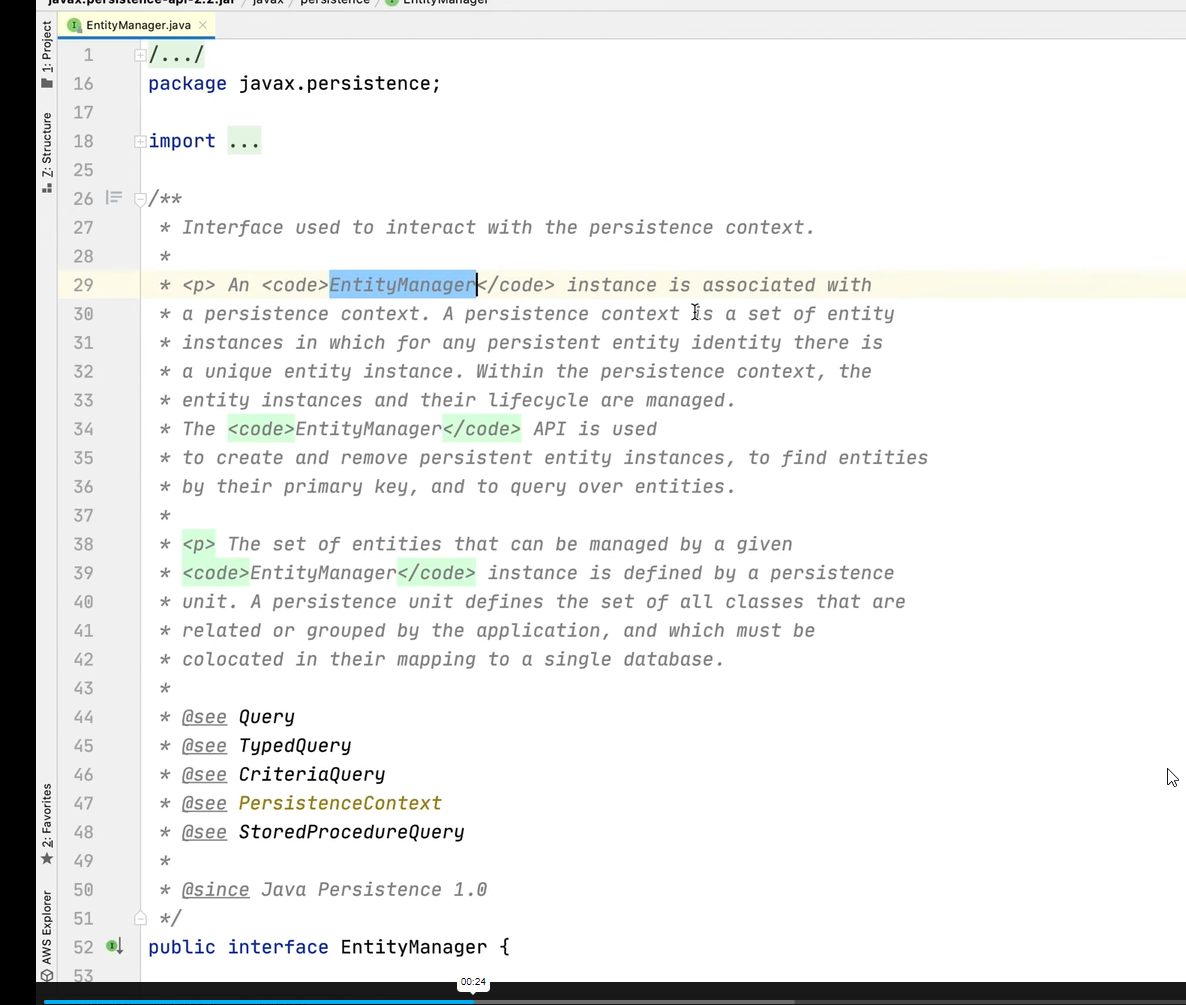 javax.persistence-api-2.2.jar / javax / persistence / EntityManager
EntityManager.java
1: Project
Z: Structure
2: Favorites
AWS Explorer
1 /.../
16 package javax.persistence;
17
18 import ...
25
26 /**
27 * Interface used to interact with the persistence context.
28 *
29 * <p> An <code>EntityManager</code> instance is associated with
30 * a persistence context. A persistence context is a set of entity
31 * instances in which for any persistent entity identity there is
32 * a unique entity instance. Within the persistence context, the
33 * entity instances and their lifecycle are managed.
34 * The <code>EntityManager</code> API is used
35 * to create and remove persistent entity instances, to find entities
36 * by their primary key, and to query over entities.
37 *
38 * <p> The set of entities that can be managed by a given
39 * <code>EntityManager</code> instance is defined by a persistence
40 * unit. A persistence unit defines the set of all classes that are
41 * related or grouped by the application, and which must be
42 * colocated in their mapping to a single database.
43 *
44 * @see Query
45 * @see TypedQuery
46 * @see CriteriaQuery
47 * @see PersistenceContext
48 * @see StoredProcedureQuery
49 *
50 * @since Java Persistence 1.0
51 */
52 public interface EntityManager {
53
00:24